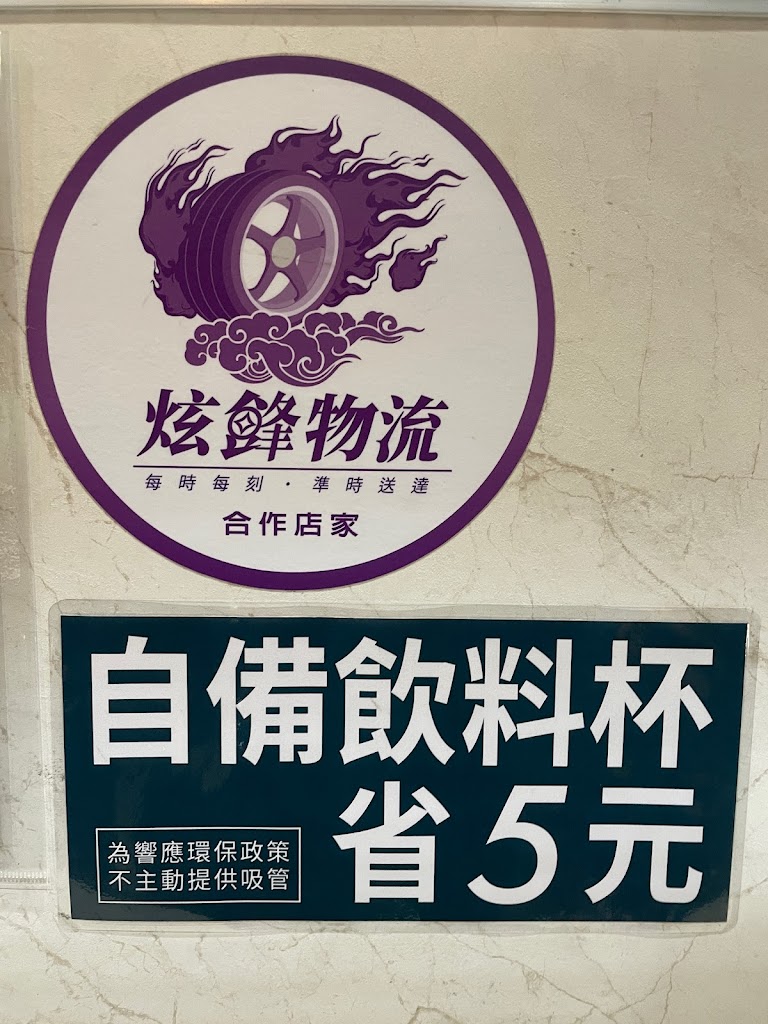 炫鋒物流
每時每刻・準時送達
合作店家
自備飲料杯
省5元
為響應環保政策
不主動提供吸管